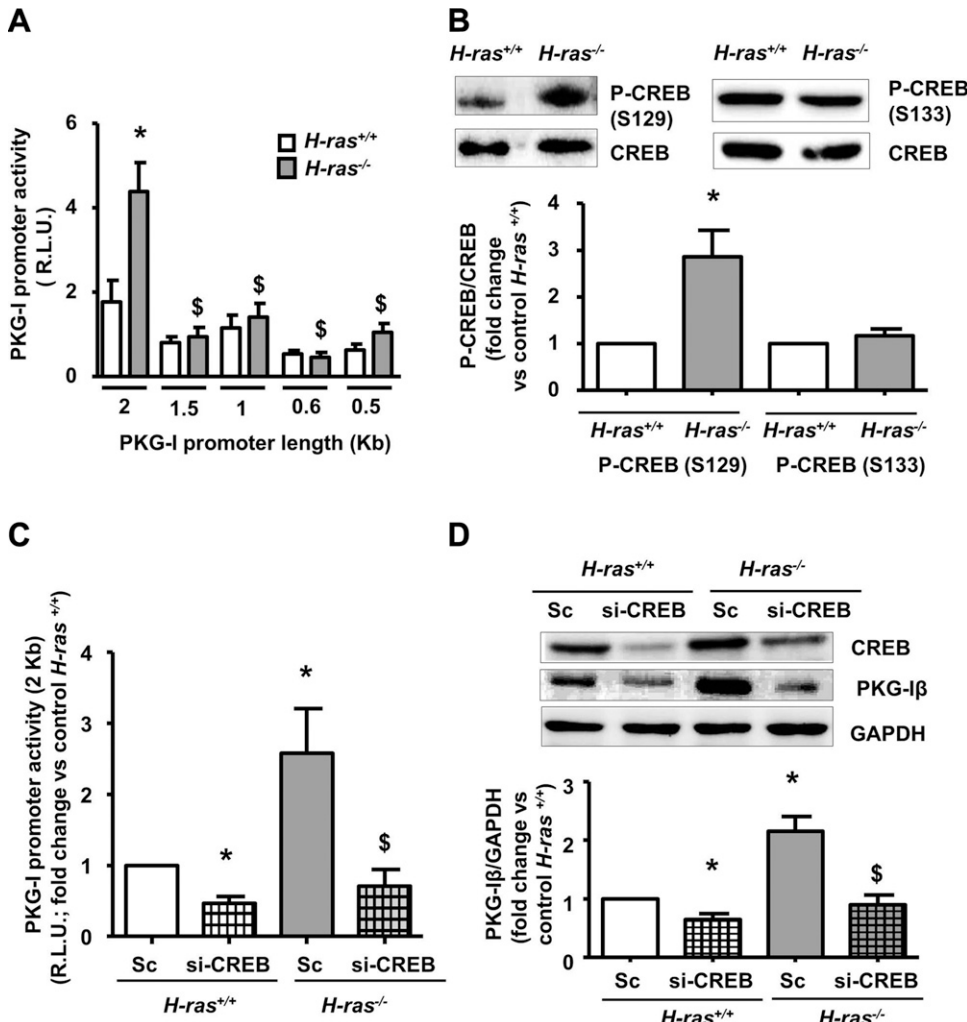 A
PKG-I promoter activity
( R.L.U.)
6
4
2
0
*
$
$
$
$
H-ras+/+
H-ras-/-
2
1.5
1
0.6
0.5
PKG-I promoter length (Kb)
B
H-ras+/+ H-ras-/-
P-CREB
(S129)
CREB
H-ras+/+ H-ras-/-
P-CREB
(S133)
CREB
P-CREB/CREB
(fold change
vs control H-ras +/+)
4
3
2
1
0
*
H-ras+/+ H-ras-/- H-ras+/+ H-ras-/-
P-CREB (S129) P-CREB (S133)
C
PKG-I promoter activity (2 Kb)
(R.L.U.; fold change vs control H-ras +/+)
4
3
2
1
0
*
*
$
Sc si-CREB Sc si-CREB
H-ras+/+ H-ras-/-
D
H-ras+/+ H-ras-/-
Sc si-CREB Sc si-CREB
CREB
PKG-Iβ
GAPDH
PKG-Iβ/GAPDH
(fold change vs
control H-ras +/+)
3
2
1
0
*
*
$
Sc si-CREB Sc si-CREB
H-ras+/+ H-ras-/-